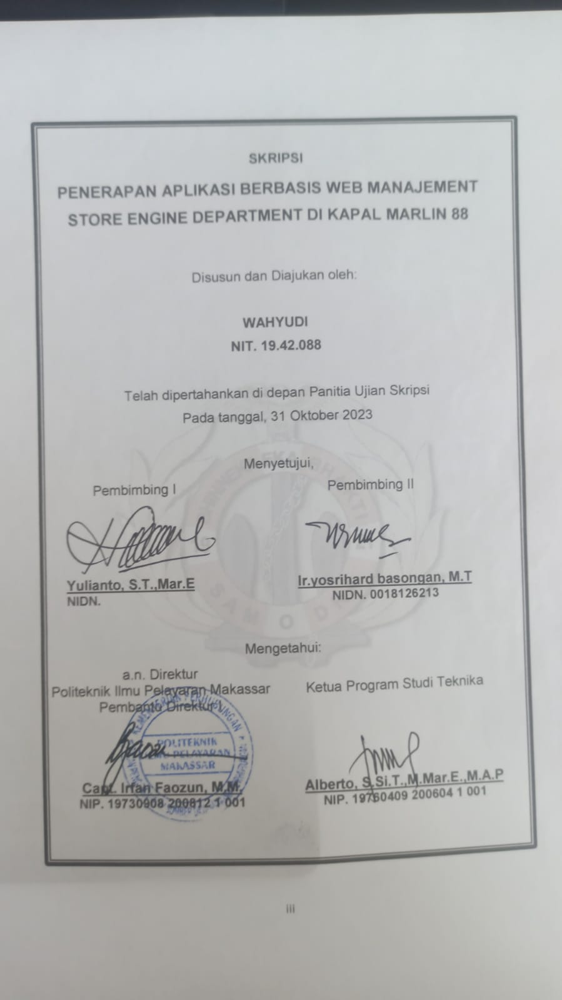 SKRIPSI
PENERAPAN APLIKASI BERBASIS WEB MANAJEMENT
STORE ENGINE DEPARTMENT DI KAPAL MARLIN 88
Disusun dan Diajukan oleh:
WAHYUDI
NIT. 19.42.088
Telah dipertahankan di depan Panitia Ujian Skripsi
Pada tanggal, 31 Oktober 2023
Menyetujui,
Pembimbing I
Pembimbing II
Yulianto, S.T.,Mar.E
NIDN.
Ir.yosrihard basongan, M.T
NIDN. 0018126213
Mengetahui:
a.n. Direktur
Politeknik Ilmu Pelayaran Makassar
Pembantu Direktur I
Ketua Program Studi Teknika
KEMENTERIAN PERHUBUNGAN
POLITEKNIK
ILMU PELAYARAN
MAKASSAR
Capt. Irfan Faozun, M.M.
NIP. 19730908 200812 1 001
Alberto, S.Si.T.,M.Mar.E.,M.A.P
NIP. 19760409 200604 1 001
iii